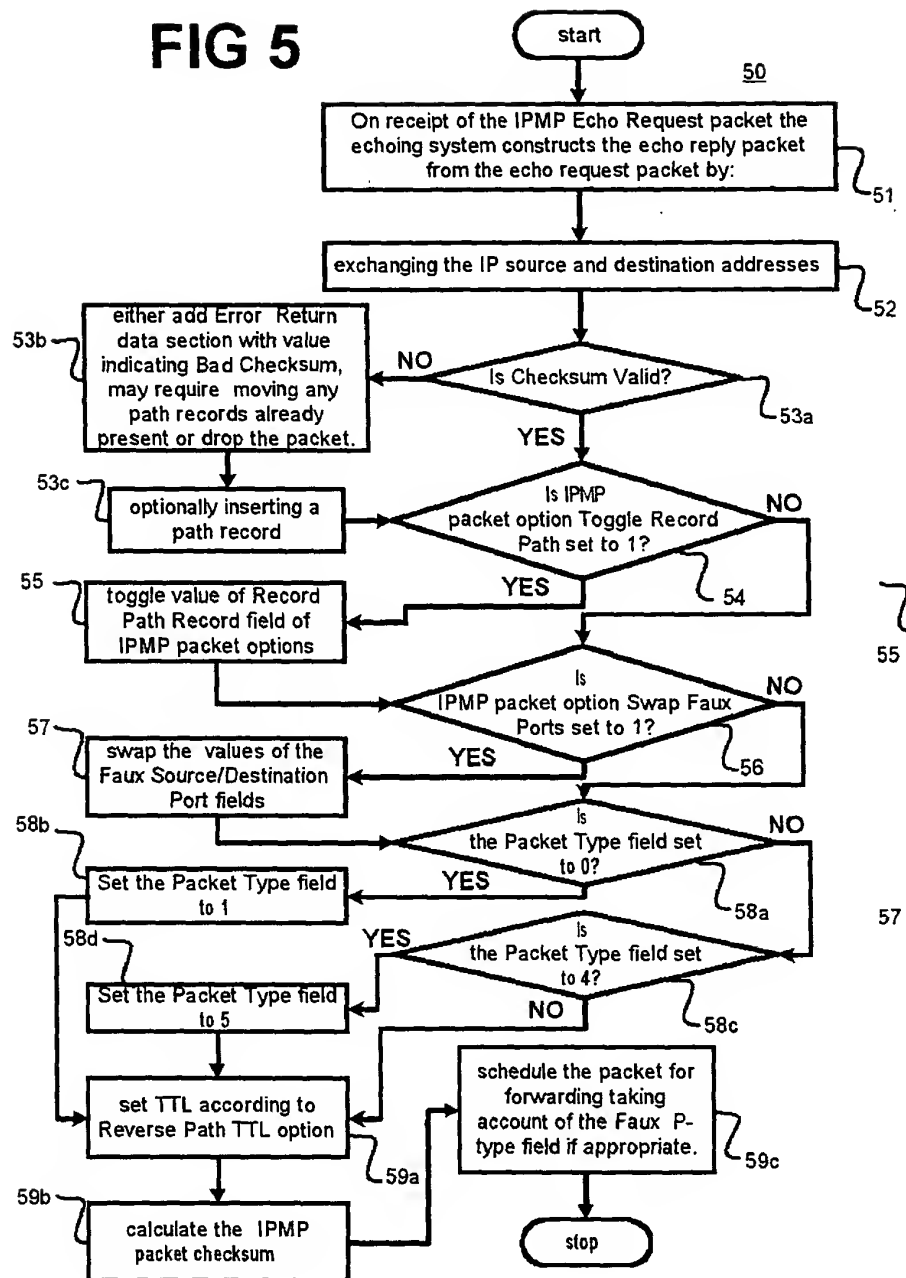 FIG 5
start
50
On receipt of the IPMP Echo Request packet the
echoing system constructs the echo reply packet
from the echo request packet by:
51
exchanging the IP source and destination addresses
52
53b
either add Error Return
data section with value
indicating Bad Checksum,
may require moving any
path records already
present or drop the packet.
NO
Is Checksum Valid?
53a
YES
53c
optionally inserting a
path record
Is IPMP
packet option Toggle Record
Path set to 1?
NO
54
YES
55
toggle value of Record
Path Record field of
IPMP packet options
55
Is
IPMP packet option Swap Faux
Ports set to 1?
NO
56
YES
57
swap the values of the
Faux Source/Destination
Port fields
Is
the Packet Type field set
to 0?
NO
58a
YES
58b
Set the Packet Type field
to 1
57
Is
the Packet Type field set
to 4?
YES
58c
NO
58d
Set the Packet Type field
to 5
set TTL according to
Reverse Path TTL option
59a
59b
calculate the IPMP
packet checksum
schedule the packet for
forwarding taking
account of the Faux P-
type field if appropriate.
59c
stop